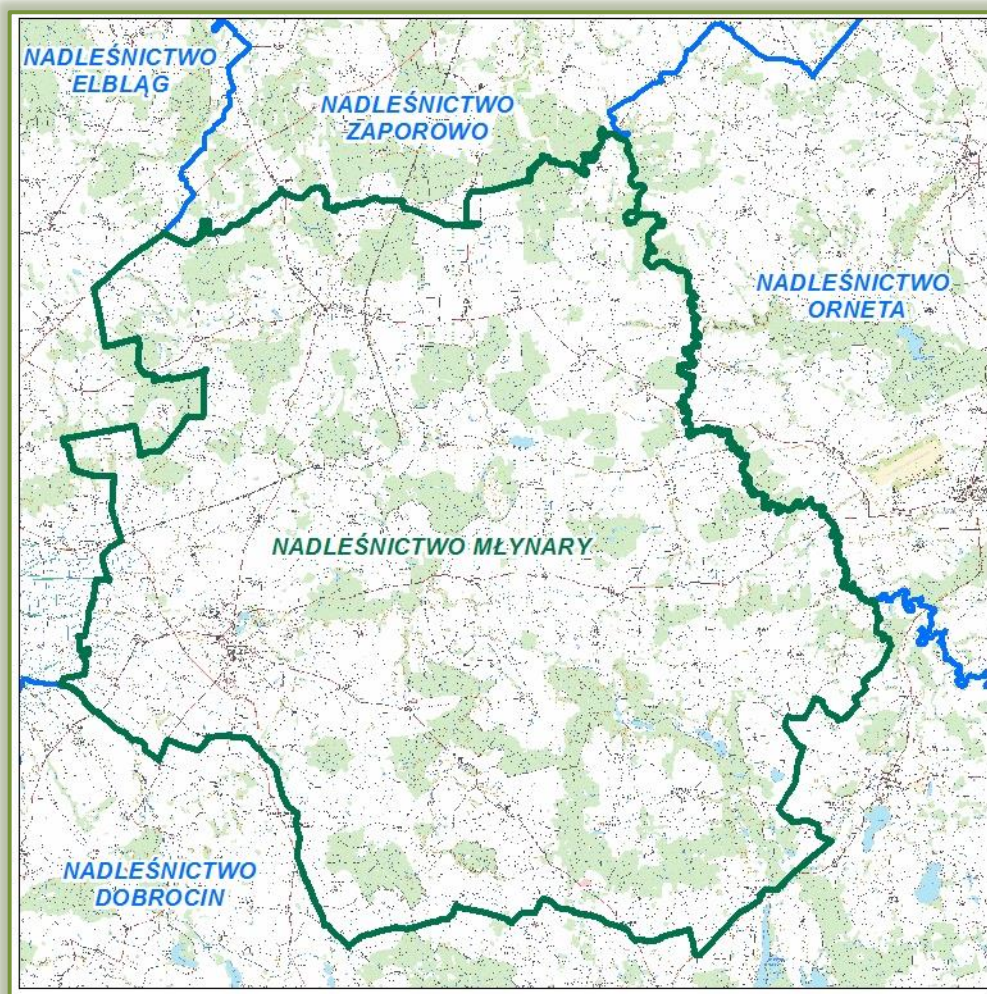 NADLEŚNICTWO
ELBLĄG
NADLEŚNICTWO
ZAPOROWO
NADLEŚNICTWO
ORNETA
NADLEŚNICTWO MŁYNARY
NADLEŚNICTWO
DOBROCIN